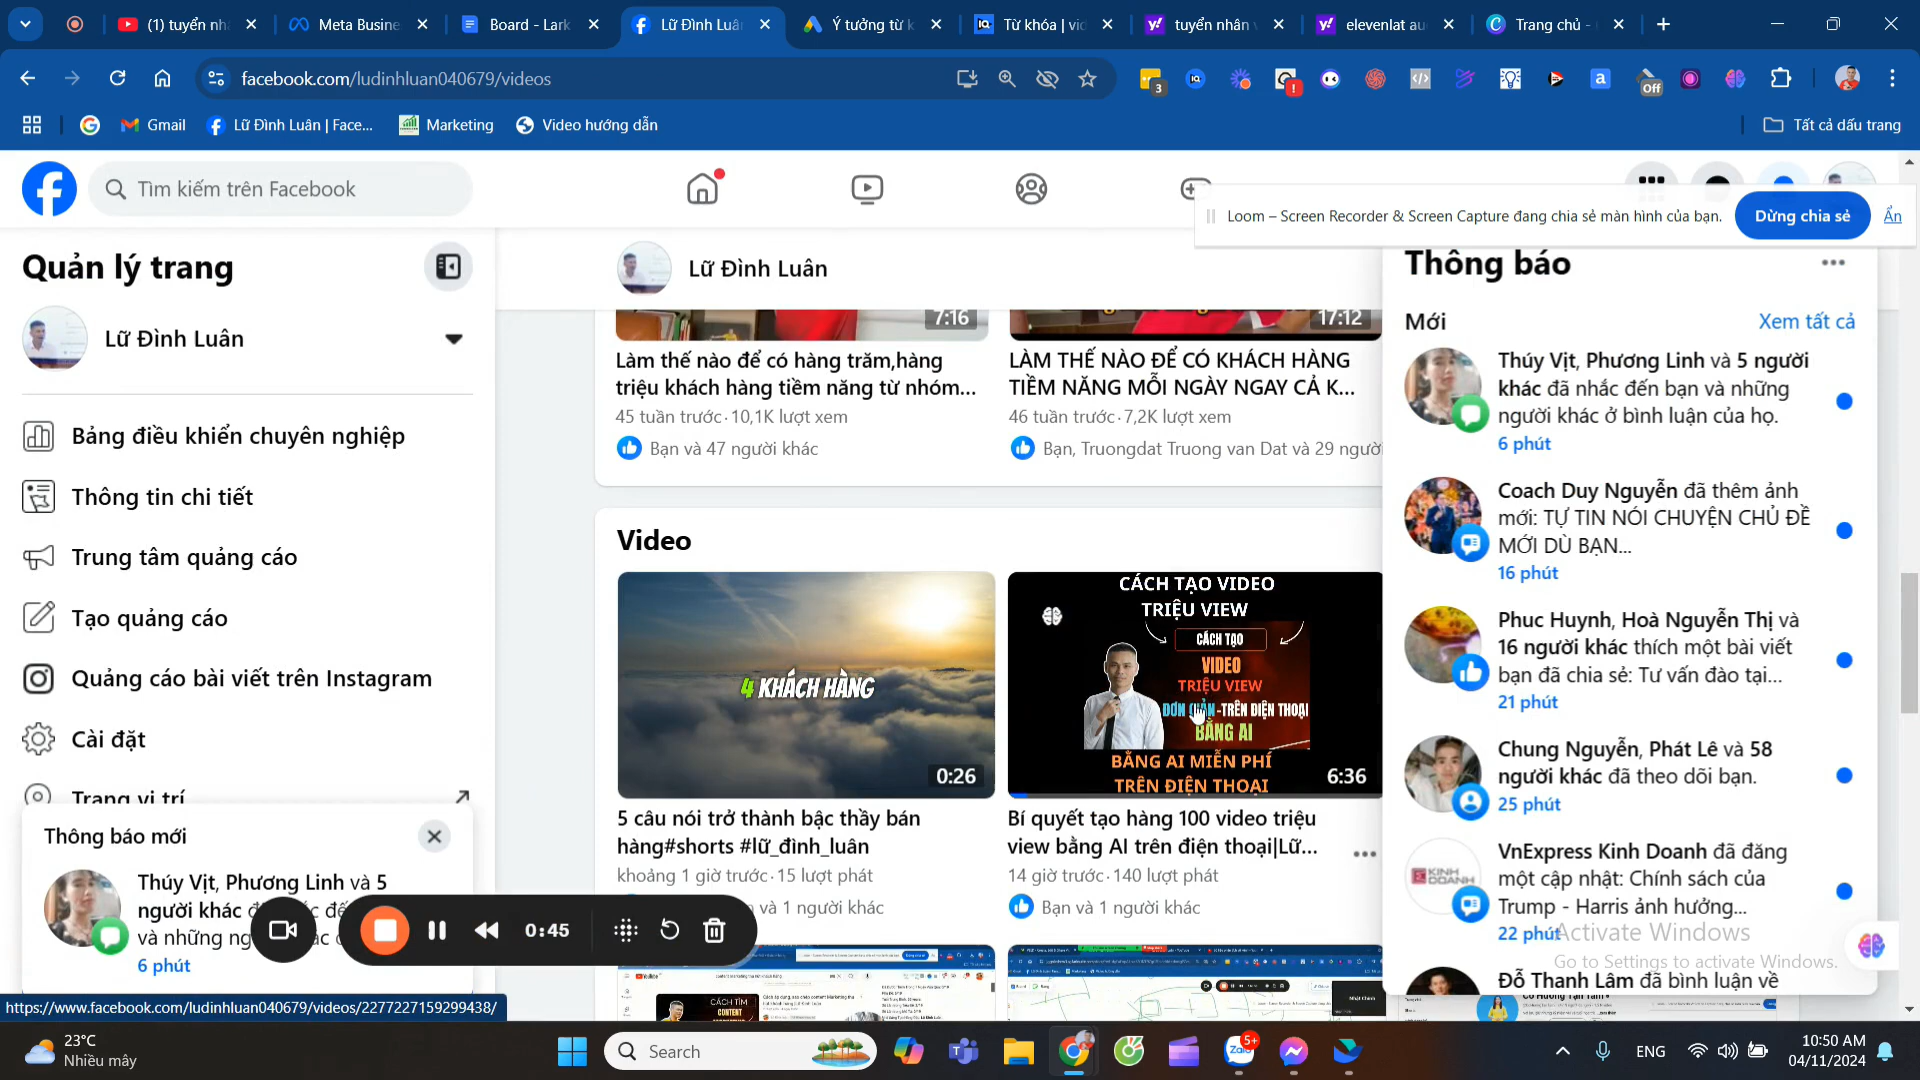 (1) tuyển nh
Meta Busine
Board - Lark
Lữ Đình Luâ
Ý tưởng từ k
Từ khóa | vi
tuyển nhân v
elevenlat au
Trang chủ -
facebook.com/ludinhluan040679/videos
3
Off
Gmail
Lữ Đình Luân | Face...
Marketing
Video hướng dẫn
Tất cả dấu trang
Tìm kiếm trên Facebook
Loom – Screen Recorder & Screen Capture đang chia sẻ màn hình của bạn.
Dừng chia sẻ
Ẩn
Quản lý trang
Lữ Đình Luân
Bảng điều khiển chuyên nghiệp
Thông tin chi tiết
Trung tâm quảng cáo
Tạo quảng cáo
Quảng cáo bài viết trên Instagram
Cài đặt
Trang vị trí
Thông báo mới
Thúy Vịt, Phương Linh và 5
người khác
và những
6 phút
0:45
https://www.facebook.com/ludinhluan040679/videos/2277227159299438/
Lữ Đình Luân
7:16
17:12
Làm thế nào để có hàng trăm,hàng
triệu khách hàng tiềm năng từ nhóm...
45 tuần trước · 10,1K lượt xem
Bạn và 47 người khác
LÀM THẾ NÀO ĐỂ CÓ KHÁCH HÀNG
TIỀM NĂNG MỖI NGÀY NGAY CẢ K...
46 tuần trước · 7,2K lượt xem
Bạn, Truongdat Truong van Dat và 29 người
Video
4 KHÁCH HÀNG
0:26
CÁCH TẠO VIDEO
TRIỆU VIEW
CÁCH TẠO
VIDEO
TRIỆU VIEW
ĐƠN GIẢN-TRÊN ĐIỆN THOẠI
BẰNG AI
BẰNG AI MIỄN PHÍ
TRÊN ĐIỆN THOẠI
6:36
5 câu nói trở thành bậc thầy bán
hàng#shorts #lữ_đình_luân
khoảng 1 giờ trước · 15 lượt phát
và 1 người khác
Bí quyết tạo hàng 100 video triệu
view bằng AI trên điện thoại|Lữ...
14 giờ trước · 140 lượt phát
Bạn và 1 người khác
CÁCH TÌM
CONTENT
Thông báo
Mới
Xem tất cả
Thúy Vịt, Phương Linh và 5 người
khác đã nhắc đến bạn và những
người khác ở bình luận của họ.
6 phút
Coach Duy Nguyễn đã thêm ảnh
mới: TỰ TIN NÓI CHUYỆN CHỦ ĐỀ
MỚI DÙ BẠN...
16 phút
Phuc Huynh, Hoà Nguyễn Thị và
16 người khác thích một bài viết
bạn đã chia sẻ: Tư vấn đào tại...
21 phút
Chung Nguyễn, Phát Lê và 58
người khác đã theo dõi bạn.
25 phút
KINH
DOANH
VnExpress Kinh Doanh đã đăng
một cập nhật: Chính sách của
Trump - Harris ảnh hưởng...
22 phút
Đỗ Thanh Lâm đã bình luận về
Activate Windows
Go to Settings to activate Windows.
23°C
Nhiều mây
Search
Zalo
5+
ENG
10:50 AM
04/11/2024